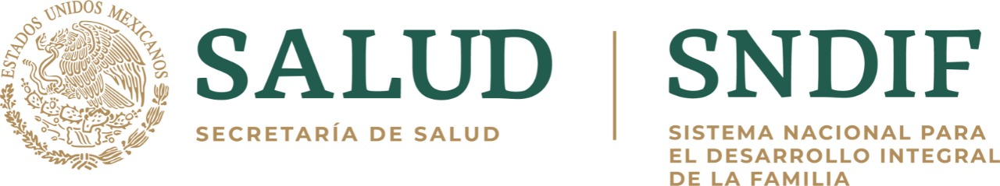 ESTADOS UNIDOS MEXICANOS
SALUD
SECRETARÍA DE SALUD
SNDIF
SISTEMA NACIONAL PARA
EL DESARROLLO INTEGRAL
DE LA FAMILIA